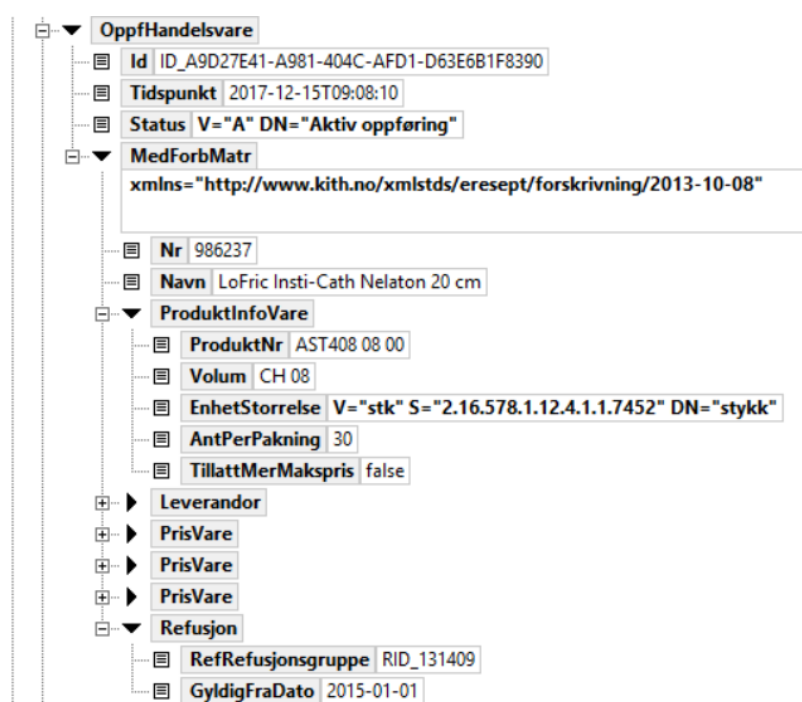 OppfHandelsvare
Id ID_A9D27E41-A981-404C-AFD1-D63E6B1F8390
Tidspunkt 2017-12-15T09:08:10
Status V="A" DN="Aktiv oppføring"
MedForbMatr
xmlns="http://www.kith.no/xmlstds/eresept/forskrivning/2013-10-08"
Nr 986237
Navn LoFric Insti-Cath Nelaton 20 cm
ProduktInfoVare
ProduktNr AST408 08 00
Volum CH 08
EnhetStorrelse V="stk" S="2.16.578.1.12.4.1.1.7452" DN="stykk"
AntPerPakning 30
TillattMerMakspris false
Leverandor
PrisVare
PrisVare
PrisVare
Refusjon
RefRefusjonsgruppe RID_131409
GyldigFraDato 2015-01-01